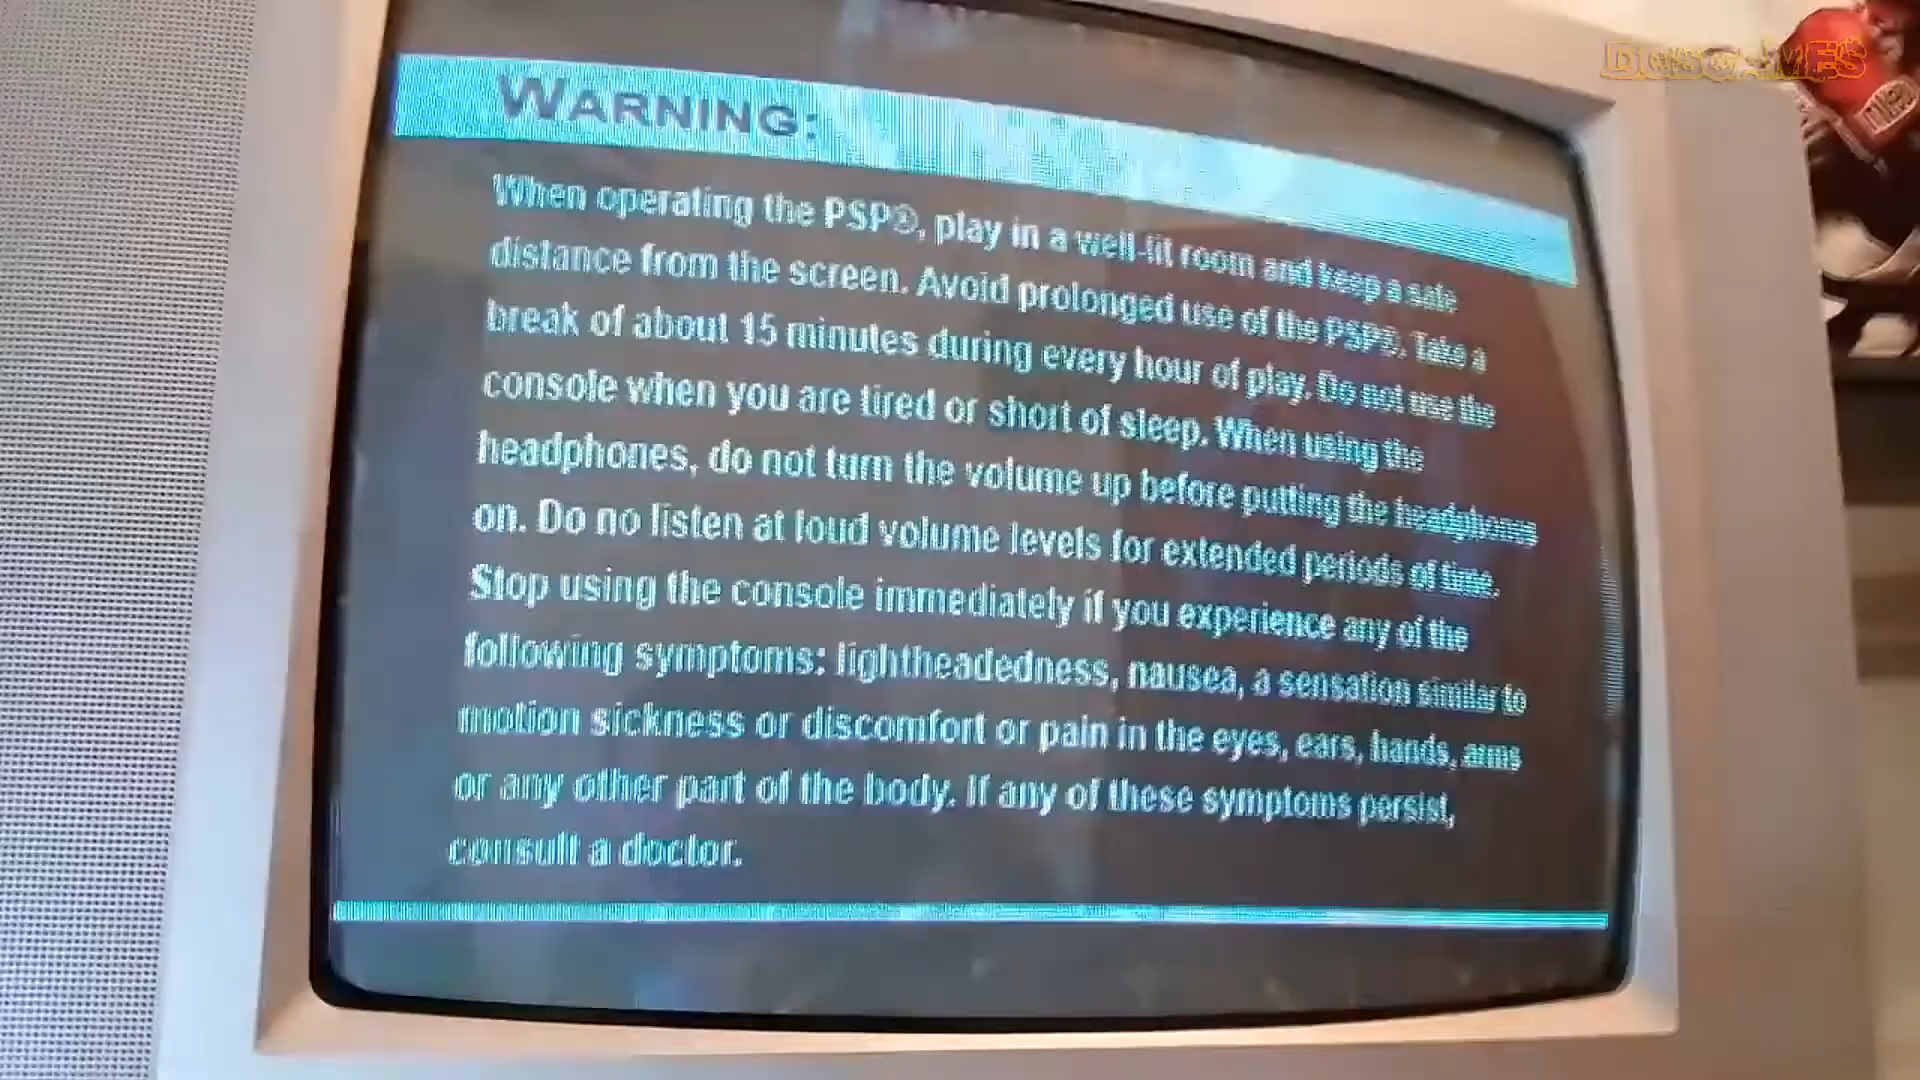 DCSGAMES
WARNING:
When operating the PSP®, play in a well-lit room and keep a safe
distance from the screen. Avoid prolonged use of the PSP®. Take a
break of about 15 minutes during every hour of play. Do not use the
console when you are tired or short of sleep. When using the
headphones, do not turn the volume up before putting the headphones
on. Do no listen at loud volume levels for extended periods of time.
Stop using the console immediately if you experience any of the
following symptoms: lightheadedness, nausea, a sensation similar to
motion sickness or discomfort or pain in the eyes, ears, hands, arms
or any other part of the body. If any of these symptoms persist,
consult a doctor.